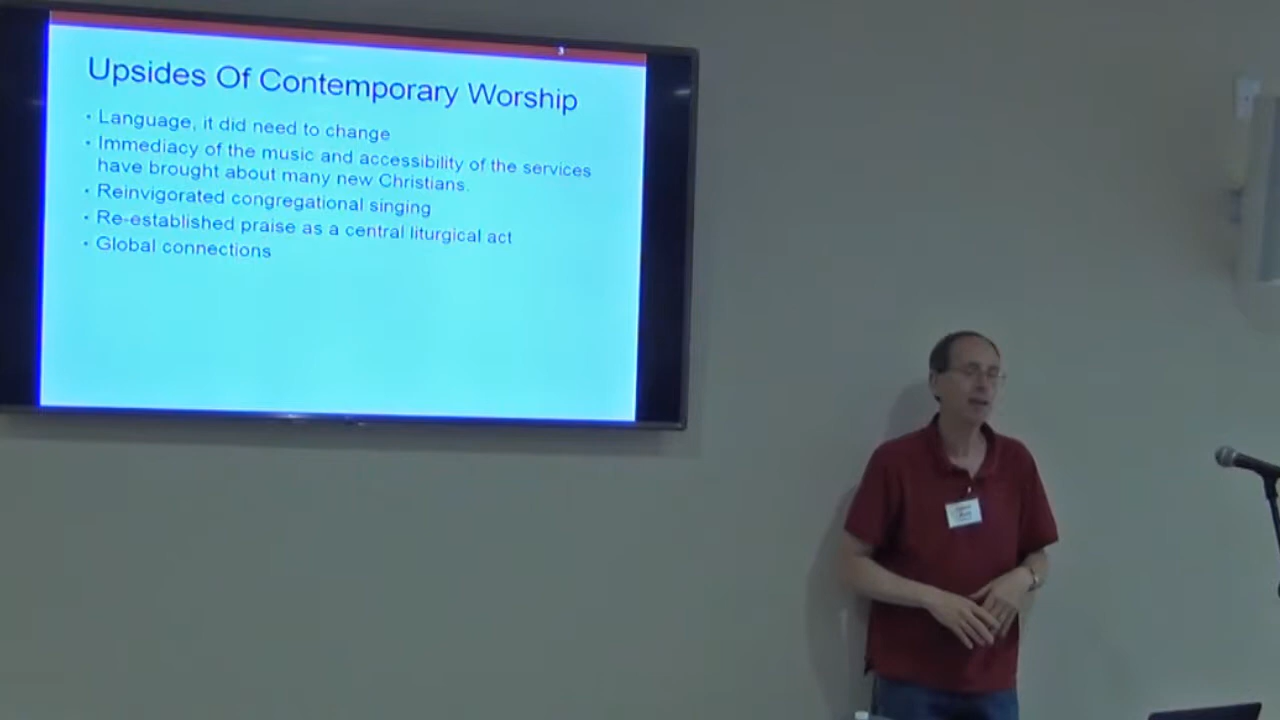 3
Upsides Of Contemporary Worship
• Language, it did need to change
• Immediacy of the music and accessibility of the services
have brought about many new Christians.
• Reinvigorated congregational singing
• Re-established praise as a central liturgical act
• Global connections